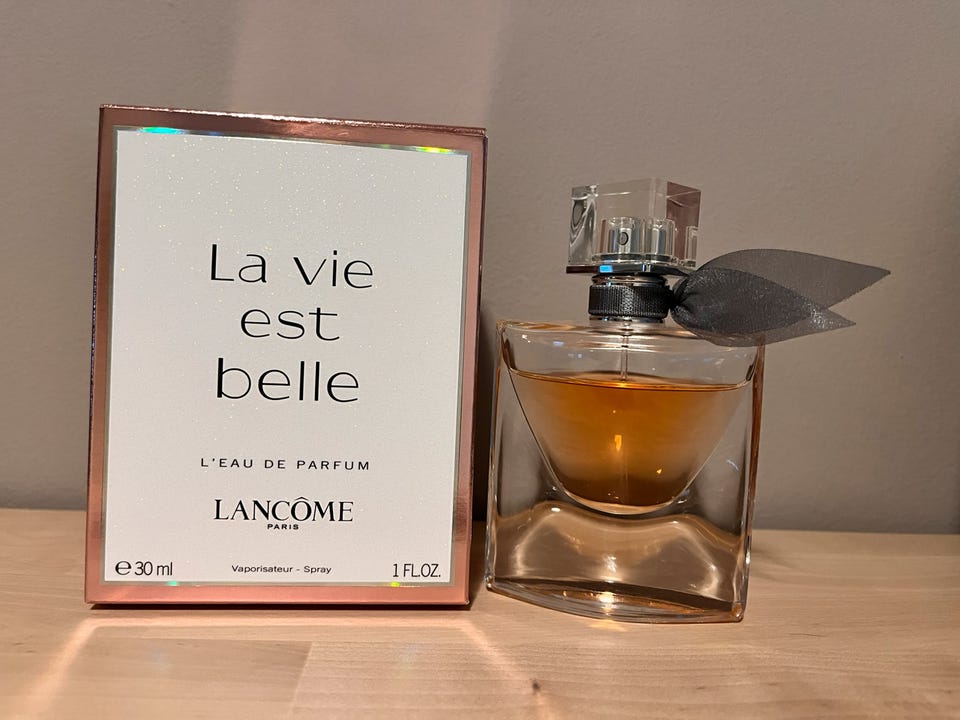 La vie
est
belle
L'EAU DE PARFUM
LANCÔME
PARIS
℮ 30 ml
Vaporisateur - Spray
1 FL.OZ.